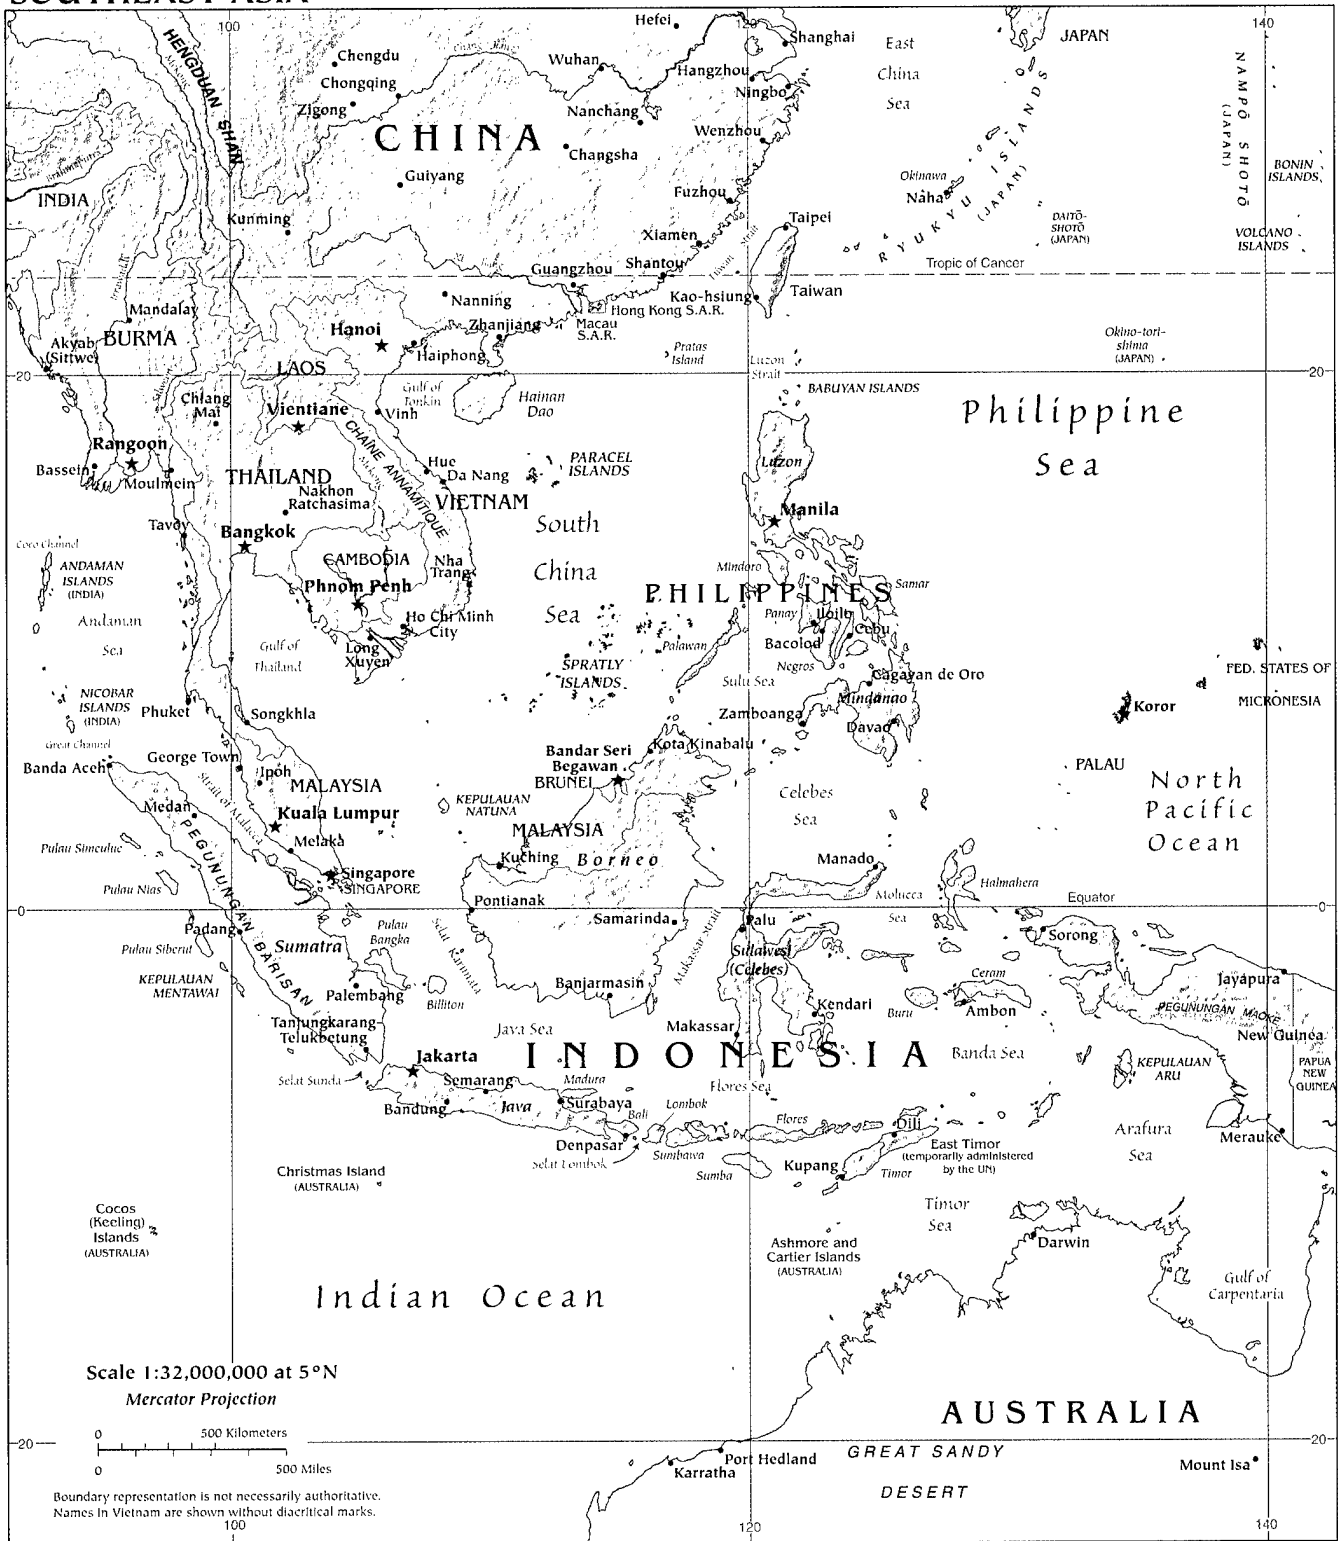 SOUTHEAST ASIA
100
120
140
Hefei
Shanghai
East
China
Sea
JAPAN
HENGDUAN SHAN
Chengdu
Chongqing
Zigong
Wuhan
Hangzhou
Ningbo
Nanchang
Wenzhou
CHINA
Changsha
Guiyang
Fuzhou
Okinawa
Naha
RYUKYU ISLANDS
(JAPAN)
NAMPŌ SHOTŌ
(JAPAN)
BONIN
ISLANDS
DAITŌ-
SHOTŌ
(JAPAN)
VOLCANO
ISLANDS
Brahmaputra
INDIA
Kunming
Taipei
Xiamen
Shantou
Guangzhou
Taiwan Strait
Tropic of Cancer
Irrawaddy
Mandalay
BURMA
Akyab
(Sittwe)
Nanning
Hanoi
Zhanjiang
Haiphong
Macau
S.A.R.
Hong Kong S.A.R.
Kao-hsiung
Taiwan
Pratas
Island
Luzon
Strait
Okino-tori-
shima
(JAPAN)
20
20
LAOS
Gulf of
Tonkin
Hainan
Dao
BABUYAN ISLANDS
Chiang
Mai
Vientiane
Vinh
Philippine
Sea
Rangoon
Bassein
Moulmein
CHAINE ANNAMITIQUE
Mekong
Hue
Da Nang
PARACEL
ISLANDS
Luzon
THAILAND
Nakhon
Ratchasima
VIETNAM
South
China
Sea
Manila
Tavoy
Bangkok
Coco Channel
ANDAMAN
ISLANDS
(INDIA)
CAMBODIA
Phnom Penh
Nha
Trang
Mindoro
PHILIPPINES
Samar
Panay
Iloilo
Cebu
Bacolod
Negros
Andaman
Sea
Gulf of
Thailand
Ho Chi Minh
City
Long
Xuyen
Palawan
SPRATLY
ISLANDS
Sulu Sea
Cagayan de Oro
Mindanao
Zamboanga
Davao
FED. STATES OF
MICRONESIA
Koror
NICOBAR
ISLANDS
(INDIA)
Phuket
Songkhla
Great Channel
Banda Aceh
George Town
Ipoh
MALAYSIA
Bandar Seri
Begawan
BRUNEI
Kota Kinabalu
PALAU
North
Pacific
Ocean
Celebes
Sea
Medan
Strait of Malacca
Kuala Lumpur
Melaka
KEPULAUAN
NATUNA
MALAYSIA
Kuching
Borneo
Manado
Pulau Simeulue
Pulau Nias
PEGUNUNGAN BARISAN
Singapore
SINGAPORE
Halmahera
Molucca
Sea
Equator
0
0
Pontianak
Samarinda
Palu
Makassar Strait
Padang
Pulau Siberut
KEPULAUAN
MENTAWAI
Sumatra
Pulau
Bangka
Selat Karimata
Sulawesi
(Celebes)
Sorong
Jayapura
Palembang
Billiton
Banjarmasin
Kendari
Buru
Ceram
Ambon
PEGUNUNGAN MAOKE
New Guinea
Tanjungkarang-
Telukbetung
Java Sea
Makassar
INDONESIA
Banda Sea
KEPULAUAN
ARU
PAPUA
NEW
GUINEA
Selat Sunda
Jakarta
Semarang
Madura
Flores Sea
Bandung
Java
Surabaya
Bali
Lombok
Flores
Dili
Arafura
Sea
Merauke
Denpasar
Selat Lombok
Sumbawa
Sumba
Kupang
Timor
East Timor
(temporarily administered
by the UN)
Christmas Island
(AUSTRALIA)
Cocos
(Keeling)
Islands
(AUSTRALIA)
Timor
Sea
Ashmore and
Cartier Islands
(AUSTRALIA)
Darwin
Gulf of
Carpentaria
Indian Ocean
Scale 1:32,000,000 at 5°N
Mercator Projection
0 500 Kilometers
0 500 Miles
AUSTRALIA
20
20
GREAT SANDY
DESERT
Port Hedland
Karratha
Mount Isa
Boundary representation is not necessarily authoritative.
Names in Vietnam are shown without diacritical marks.
100
120
140